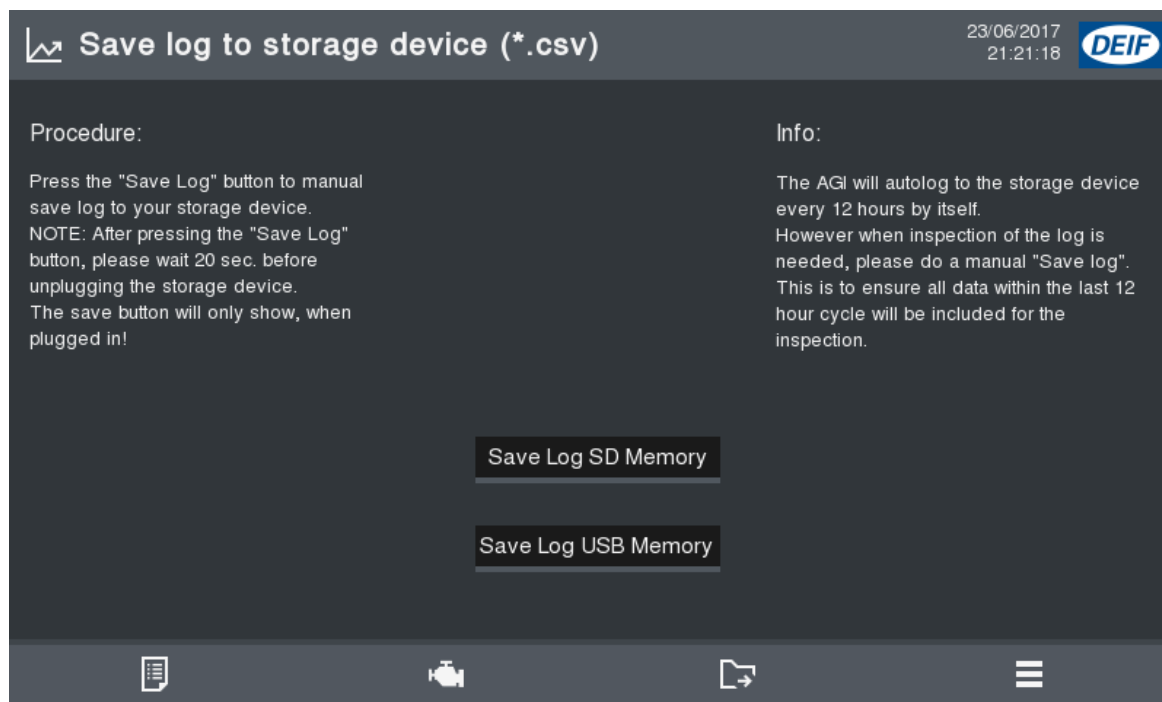 Save log to storage device (*.csv)
23/06/2017
21:21:18
DEIF
Procedure:
Press the "Save Log" button to manual
save log to your storage device.
NOTE: After pressing the "Save Log"
button, please wait 20 sec. before
unplugging the storage device.
The save button will only show, when
plugged in!
Info:
The AGI will autolog to the storage device
every 12 hours by itself.
However when inspection of the log is
needed, please do a manual "Save log".
This is to ensure all data within the last 12
hour cycle will be included for the
inspection.
Save Log SD Memory
Save Log USB Memory